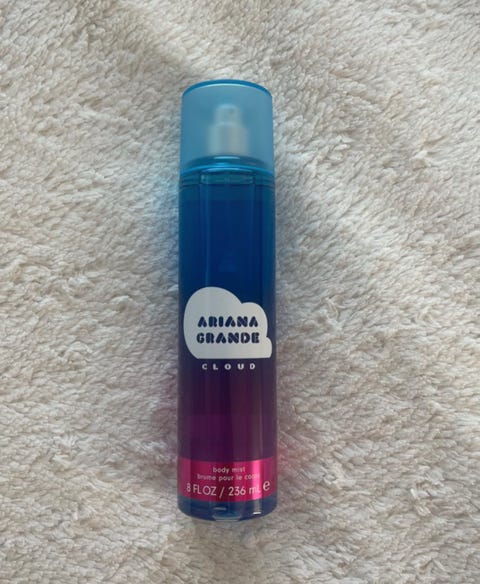 ARIANA
GRANDE
CLOUD
body mist
brume pour le corps
8 FL OZ / 236 mL ℮